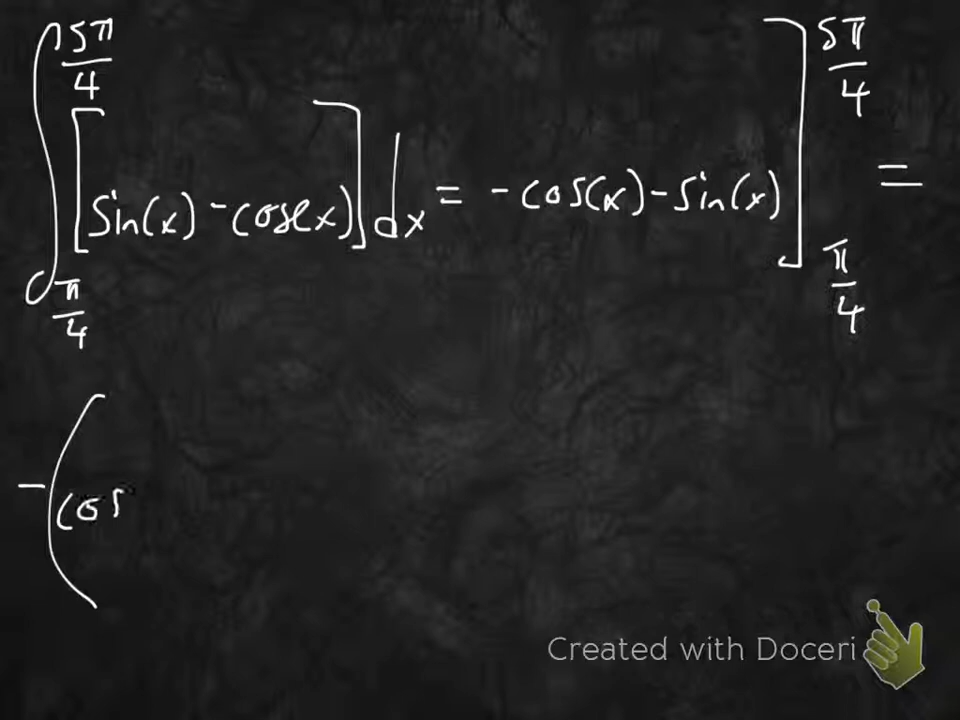 ∫_{π/4}^{5π/4} [sin(x) - cos(x)] dx = -cos(x) - sin(x) ]_{π/4}^{5π/4} =
-(cos
Created with Doceri